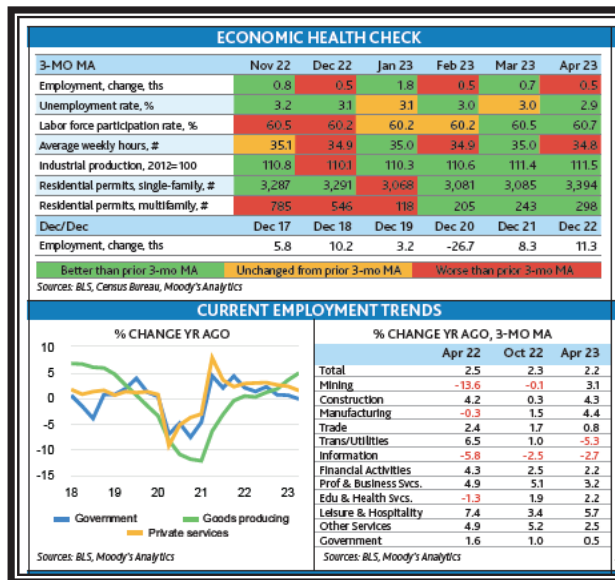 ECONOMIC HEALTH CHECK
3-MO MA Nov 22 Dec 22 Jan 23 Feb 23 Mar 23 Apr 23
Employment, change, ths 0.8 0.5 1.8 0.5 0.7 0.5
Unemployment rate, % 3.2 3.1 3.1 3.0 3.0 2.9
Labor force participation rate, % 60.5 60.2 60.2 60.2 60.5 60.7
Average weekly hours, # 35.1 34.9 35.0 34.9 35.0 34.8
Industrial production, 2012=100 110.8 110.1 110.3 110.6 111.4 111.5
Residential permits, single-family, # 3,287 3,291 3,068 3,081 3,085 3,394
Residential permits, multifamily, # 785 546 118 205 243 298
Dec/Dec Dec 17 Dec 18 Dec 19 Dec 20 Dec 21 Dec 22
Employment, change, ths 5.8 10.2 3.2 -26.7 8.3 11.3
Better than prior 3-mo MA Unchanged from prior 3-mo MA Worse than prior 3-mo MA
Sources: BLS, Census Bureau, Moody's Analytics
CURRENT EMPLOYMENT TRENDS
% CHANGE YR AGO
10
5
0
-5
-10
-15
18 19 20 21 22 23
Government Goods producing
Private services
Sources: BLS, Moody's Analytics
% CHANGE YR AGO, 3-MO MA
Apr 22 Oct 22 Apr 23
Total 2.5 2.3 2.2
Mining -13.6 -0.1 3.1
Construction 4.2 0.3 4.3
Manufacturing -0.3 1.5 4.4
Trade 2.4 1.7 0.8
Trans/Utilities 6.5 1.0 -5.3
Information -5.8 -2.5 -2.7
Financial Activities 4.3 2.5 2.2
Prof & Business Svcs. 4.9 5.1 3.2
Edu & Health Svcs. -1.3 1.9 2.2
Leisure & Hospitality 7.4 3.4 5.7
Other Services 4.9 5.2 2.5
Government 1.6 1.0 0.5
Sources: BLS, Moody's Analytics